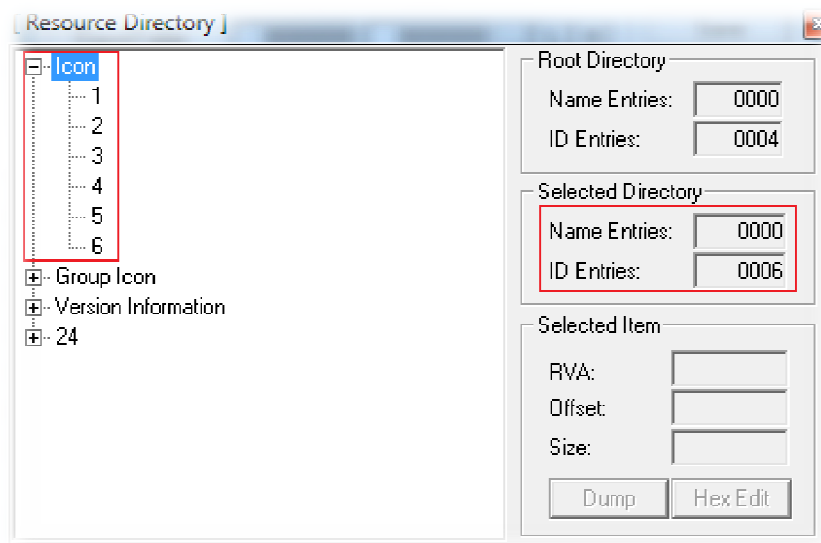 [ Resource Directory ]
Icon
1
2
3
4
5
6
Group Icon
Version Information
24
Root Directory
Name Entries: 0000
ID Entries: 0004
Selected Directory
Name Entries: 0000
ID Entries: 0006
Selected Item
RVA:
Offset:
Size:
Dump Hex Edit